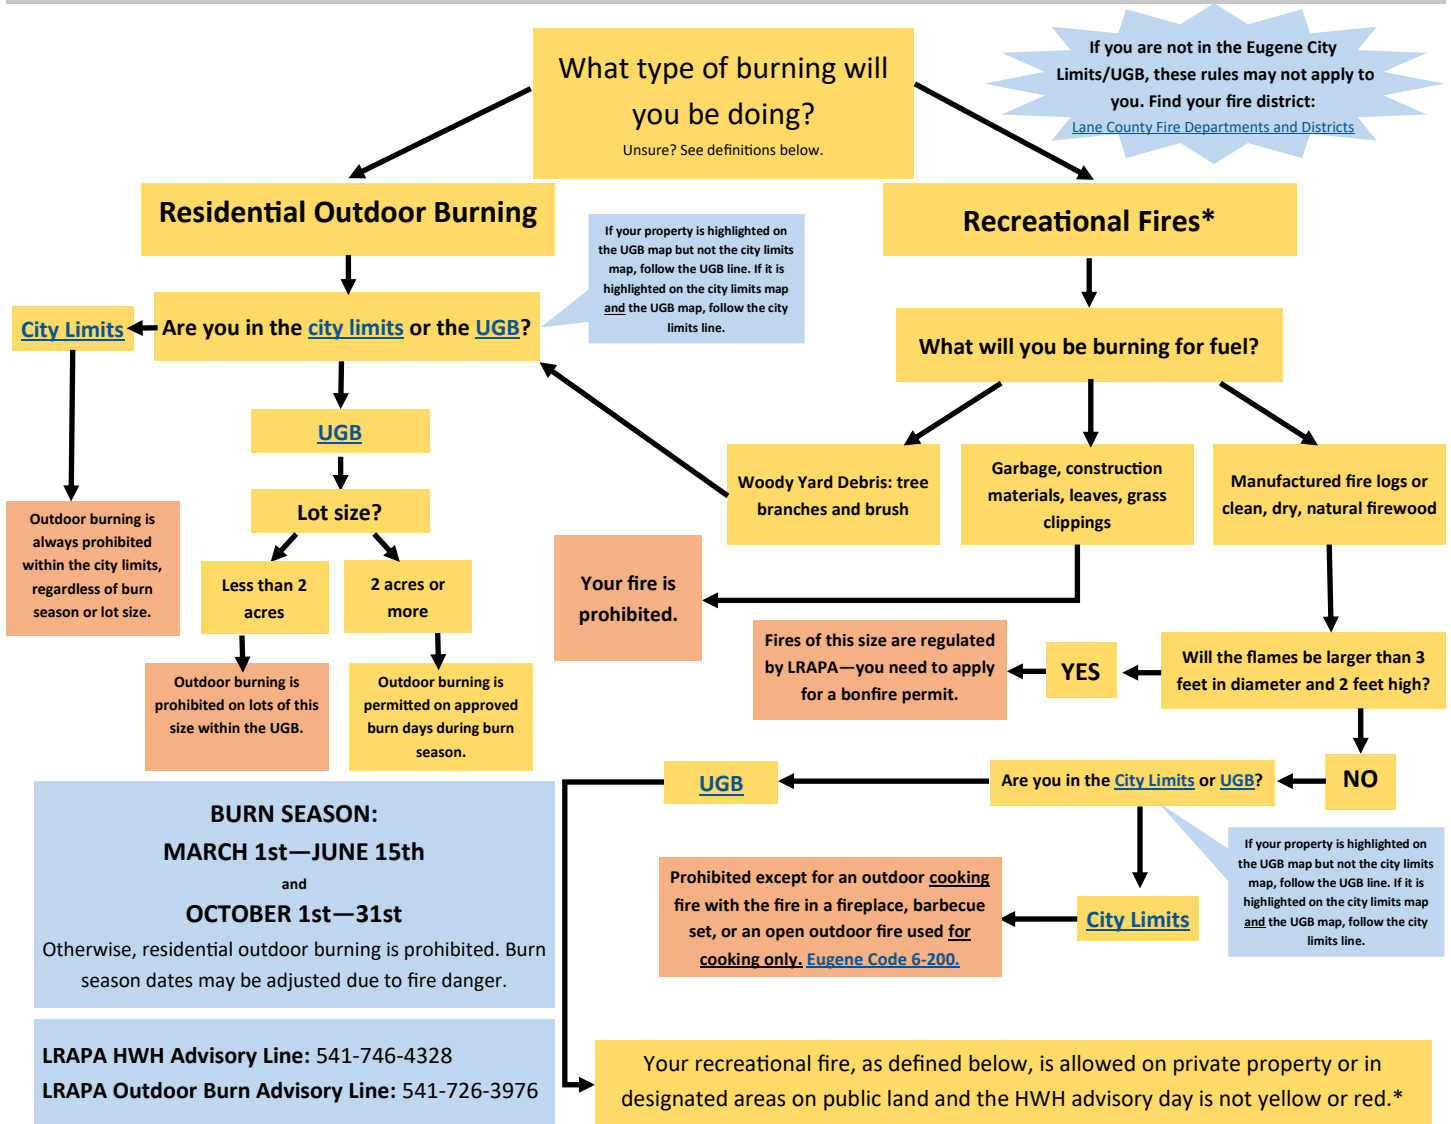 What type of burning will
you be doing?
Unsure? See definitions below.
If you are not in the Eugene City
Limits/UGB, these rules may not apply to
you. Find your fire district:
Lane County Fire Departments and Districts
Residential Outdoor Burning
Recreational Fires*
If your property is highlighted on
the UGB map but not the city limits
map, follow the UGB line. If it is
highlighted on the city limits map
and the UGB map, follow the city
limits line.
City Limits
Are you in the city limits or the UGB?
What will you be burning for fuel?
UGB
Lot size?
Woody Yard Debris: tree
branches and brush
Garbage, construction
materials, leaves, grass
clippings
Manufactured fire logs or
clean, dry, natural firewood
Outdoor burning is
always prohibited
within the city limits,
regardless of burn
season or lot size.
Less than 2
acres
2 acres or
more
Your fire is
prohibited.
Fires of this size are regulated
by LRAPA—you need to apply
for a bonfire permit.
YES
Will the flames be larger than 3
feet in diameter and 2 feet high?
Outdoor burning is
prohibited on lots of this
size within the UGB.
Outdoor burning is
permitted on approved
burn days during burn
season.
UGB
Are you in the City Limits or UGB?
NO
BURN SEASON:
MARCH 1st—JUNE 15th
and
OCTOBER 1st—31st
Otherwise, residential outdoor burning is prohibited. Burn
season dates may be adjusted due to fire danger.
Prohibited except for an outdoor cooking
fire with the fire in a fireplace, barbecue
set, or an open outdoor fire used for
cooking only. Eugene Code 6-200.
City Limits
If your property is highlighted on
the UGB map but not the city limits
map, follow the UGB line. If it is
highlighted on the city limits map
and the UGB map, follow the city
limits line.
LRAPA HWH Advisory Line: 541-746-4328
LRAPA Outdoor Burn Advisory Line: 541-726-3976
Your recreational fire, as defined below, is allowed on private property or in
designated areas on public land and the HWH advisory day is not yellow or red.*